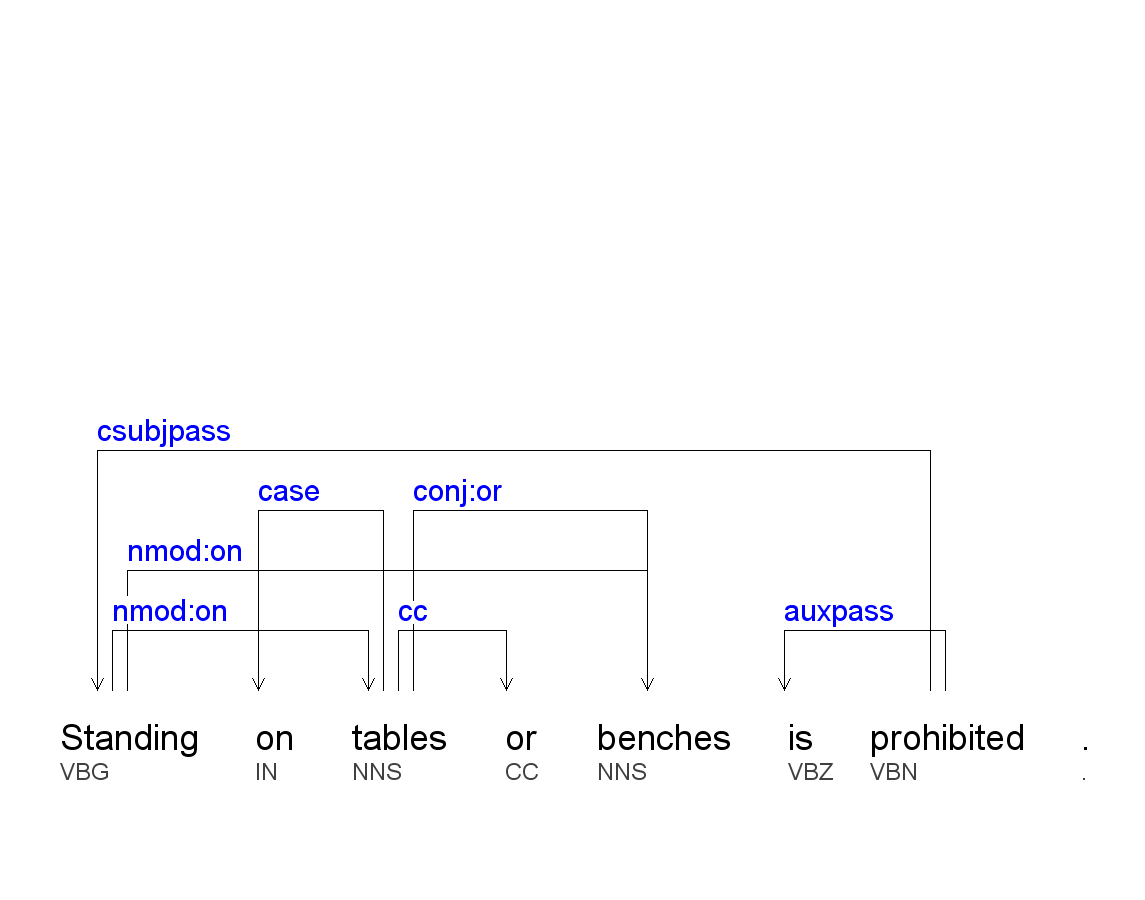 csubjpass
case conj:or
nmod:on
nmod:on cc auxpass
Standing on tables or benches is prohibited .
VBG IN NNS CC NNS VBZ VBN .